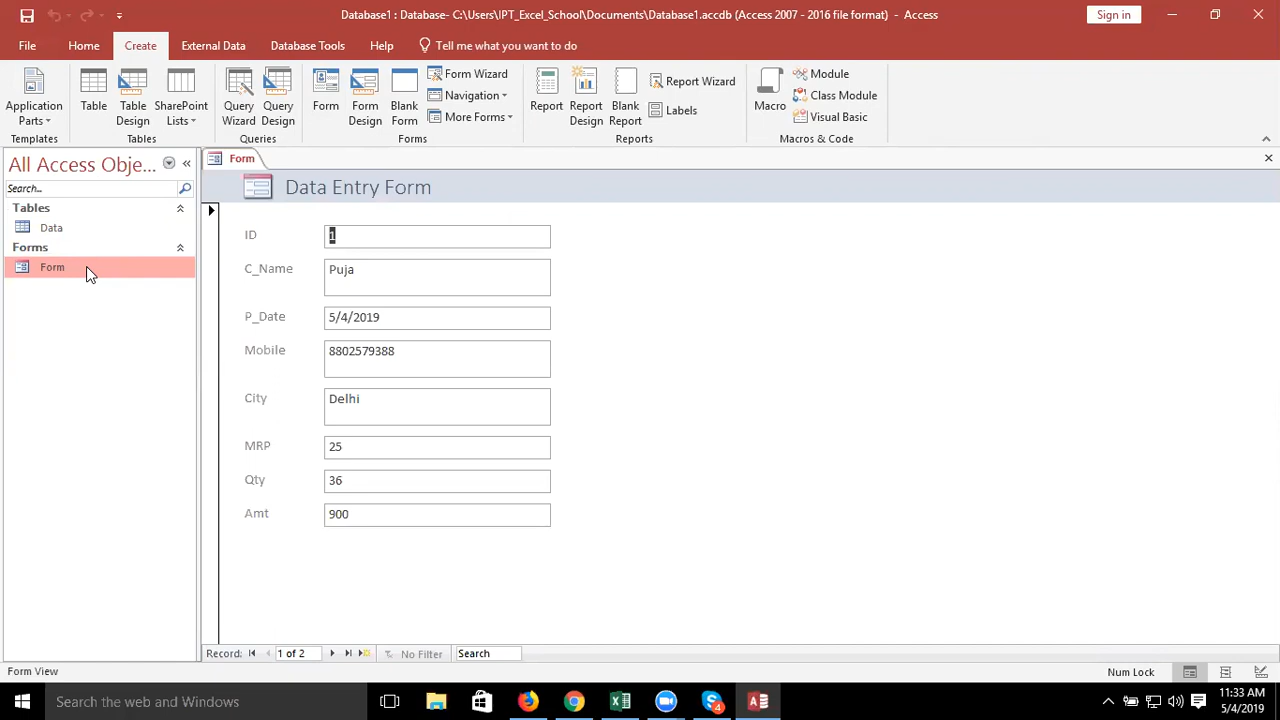 Database1 : Database- C:\Users\IPT_Excel_School\Documents\Database1.accdb (Access 2007 - 2016 file format) - Access
Sign in
File Home Create External Data Database Tools Help Tell me what you want to do
Application Parts
Table
Table Design
SharePoint Lists
Query Wizard
Query Design
Form
Form Design
Blank Form
Form Wizard
Navigation
More Forms
Report
Report Design
Blank Report
Report Wizard
Labels
Macro
Module
Class Module
Visual Basic
Templates Tables Queries Forms Reports Macros & Code
All Access Obje...
Search...
Tables
Data
Forms
Form
Form
Data Entry Form
ID 1
C_Name Puja
P_Date 5/4/2019
Mobile 8802579388
City Delhi
MRP 25
Qty 36
Amt 900
Record: 1 of 2 No Filter Search
Form View
Num Lock
Search the web and Windows
4
11:33 AM
5/4/2019